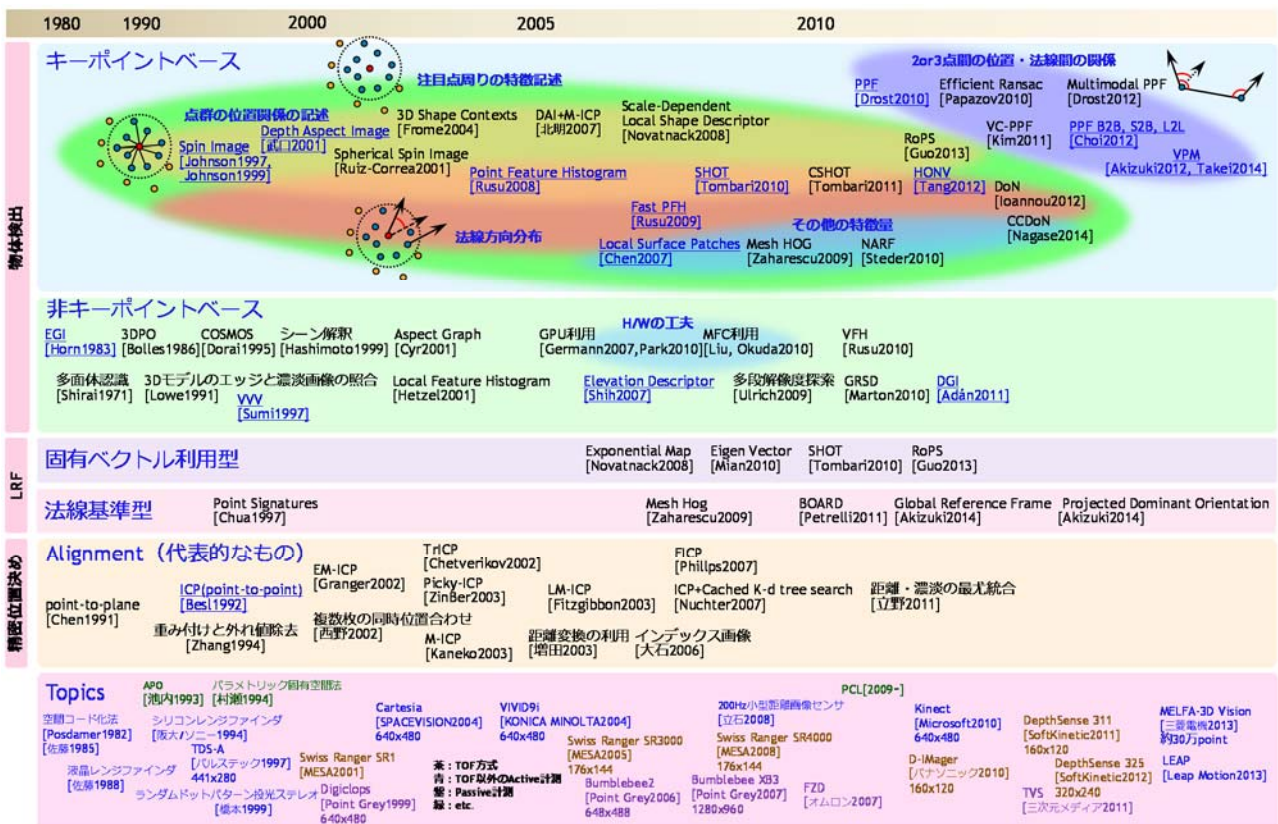 1980 1990 2000 2005 2010
物体検出
キーポイントベース
注目点周りの特徴記述
2or3点間の位置・法線間の関係
PPF
[Drost2010]
Efficient Ransac
[Papazov2010]
Multimodal PPF
[Drost2012]
点群の位置関係の記述
Depth Aspect Image
[武口2001]
3D Shape Contexts
[Frome2004]
DAI+M-ICP
[北明2007]
Scale-Dependent
Local Shape Descriptor
[Novatnack2008]
VC-PPF
[Kim2011]
PPF B2B, S2B, L2L
[Choi2012]
Spin Image
[Johnson1997,
Johnson1999]
Spherical Spin Image
[Ruiz-Correa2001]
RoPS
[Guo2013]
VPM
[Akizuki2012, Takei2014]
Point Feature Histogram
[Rusu2008]
SHOT
[Tombari2010]
CSHOT
[Tombari2011]
HONV
[Tang2012]
DoN
[Ioannou2012]
Fast PFH
[Rusu2009]
その他の特徴量
CCDoN
[Nagase2014]
法線方向分布
Local Surface Patches
[Chen2007]
Mesh HOG
[Zaharescu2009]
NARF
[Steder2010]
非キーポイントベース
H/Wの工夫
EGI
[Horn1983]
3DPO
[Bolles1986]
COSMOS
[Dorai1995]
シーン解釈
[Hashimoto1999]
Aspect Graph
[Cyr2001]
GPU利用
[Germann2007,Park2010]
MFC利用
[Liu, Okuda2010]
VFH
[Rusu2010]
多面体認識
[Shirai1971]
3Dモデルのエッジと濃淡画像の照合
[Lowe1991]
VVV
[Sumi1997]
Local Feature Histogram
[Hetzel2001]
Elevation Descriptor
[Shih2007]
多段解像度探索
[Ulrich2009]
GRSD
[Marton2010]
DGI
[Adán2011]
LRF
固有ベクトル利用型
Exponential Map
[Novatnack2008]
Eigen Vector
[Mian2010]
SHOT
[Tombari2010]
RoPS
[Guo2013]
法線基準型
Point Signatures
[Chua1997]
Mesh Hog
[Zaharescu2009]
BOARD
[Petrelli2011]
Global Reference Frame
[Akizuki2014]
Projected Dominant Orientation
[Akizuki2014]
精密位置決め
Alignment(代表的なもの)
point-to-plane
[Chen1991]
ICP(point-to-point)
[Besl1992]
重み付けと外れ値除去
[Zhang1994]
EM-ICP
[Granger2002]
複数枚の同時位置合わせ
[西野2002]
TrICP
[Chetverikov2002]
Picky-ICP
[ZinBer2003]
M-ICP
[Kaneko2003]
LM-ICP
[Fitzgibbon2003]
距離変換の利用
[増田2003]
インデックス画像
[大石2006]
FICP
[Phillps2007]
ICP+Cached K-d tree search
[Nuchter2007]
距離・濃淡の最尤統合
[立野2011]
Topics
APO
[池内1993]
パラメトリック固有空間法
[村瀬1994]
空間コード化法
[Posdamer1982]
[佐藤1985]
シリコンレンジファインダ
[阪大/ソニー1994]
TDS-A
[パルステック1997]
441x280
液晶レンジファインダ
[佐藤1988]
ランダムドットパターン投光ステレオ
[橋本1999]
Swiss Ranger SR1
[MESA2001]
Digiclops
[Point Grey1999]
640x480
Cartesia
[SPACEVISION2004]
640x480
茶:TOF方式
青:TOF以外のActive計測
紫:Passive計測
緑:etc.
VIVID9i
[KONICA MINOLTA2004]
640x480
Swiss Ranger SR3000
[MESA2005]
176x144
Bumblebee2
[Point Grey2006]
648x488
200Hz小型距離画像センサ
[立石2008]
Swiss Ranger SR4000
[MESA2008]
176x144
Bumblebee XB3
[Point Grey2007]
1280x960
PCL[2009-]
FZD
[オムロン2007]
Kinect
[Microsoft2010]
640x480
D-IMager
[パナソニック2010]
160x120
DepthSense 311
[SoftKinetic2011]
160x120
DepthSense 325
[SoftKinetic2012]
320x240
TVS
[三次元メディア2011]
MELFA-3D Vision
[三菱電機2013]
約30万point
LEAP
[Leap Motion2013]